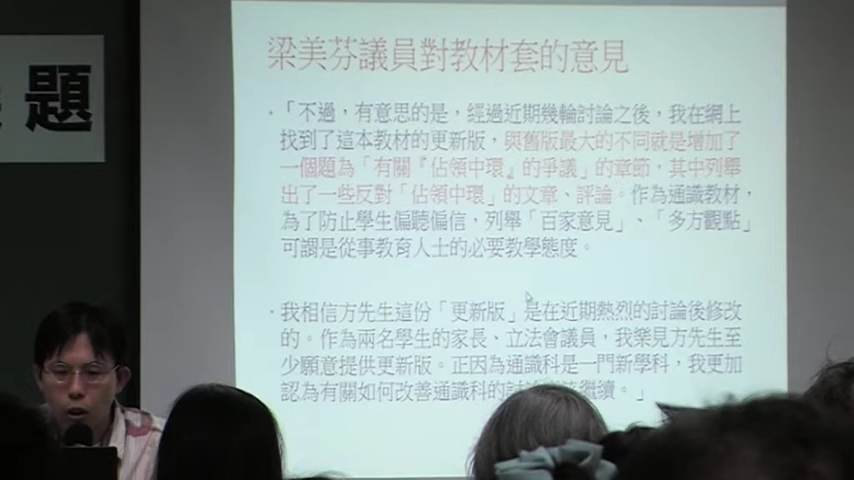 題
梁美芬議員對教材套的意見
・「不過，有意思的是，經過近期幾輪討論之後，我在網上
找到了這本教材的更新版，與舊版最大的不同就是增加了
一個題為「有關『佔領中環』的爭議」的章節，其中列舉
出了一些反對「佔領中環」的文章、評論。作為通識教材，
為了防止學生偏聽偏信，列舉「百家意見」、「多方觀點」
可謂是從事教育人士的必要教學態度。
・我相信方先生這份「更新版」是在近期熱烈的討論後修改
的。作為兩名學生的家長、立法會議員，我樂見方先生至
少願意提供更新版。正因為通識科是一門新學科，我更加
認為有關如何改善通識科的討 繼續。」